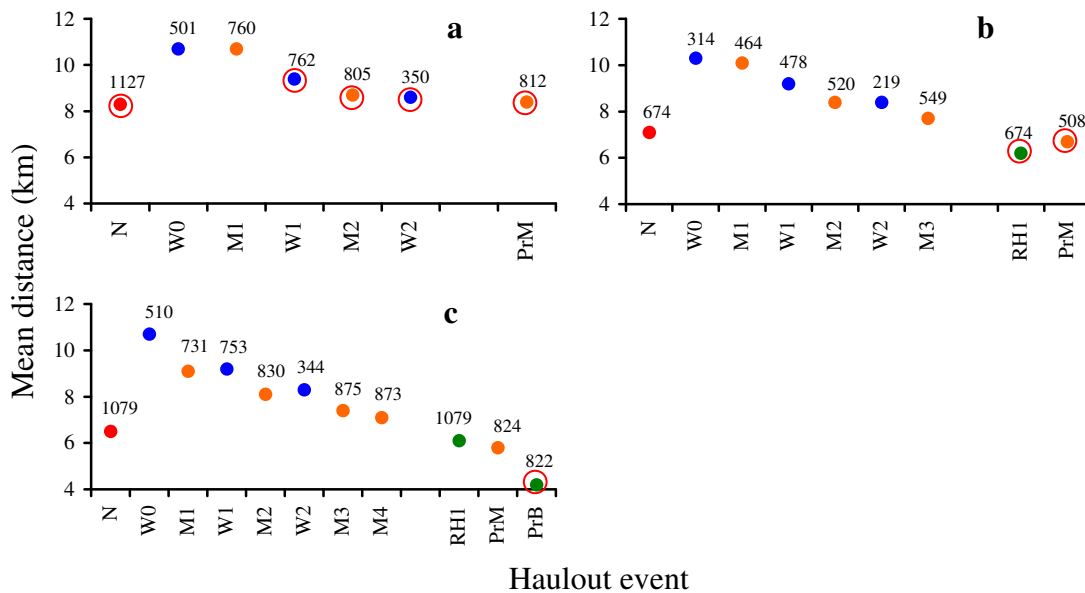 Mean distance (km)
a
12
10
8
6
4
1127
501
760
762
805
350
812
N
W0
M1
W1
M2
W2
PrM
b
12
10
8
6
4
674
314
464
478
520
219
549
674
508
N
W0
M1
W1
M2
W2
M3
RH1
PrM
c
12
10
8
6
4
1079
510
731
753
830
344
875
873
1079
824
822
N
W0
M1
W1
M2
W2
M3
M4
RH1
PrM
PrB
Haulout event